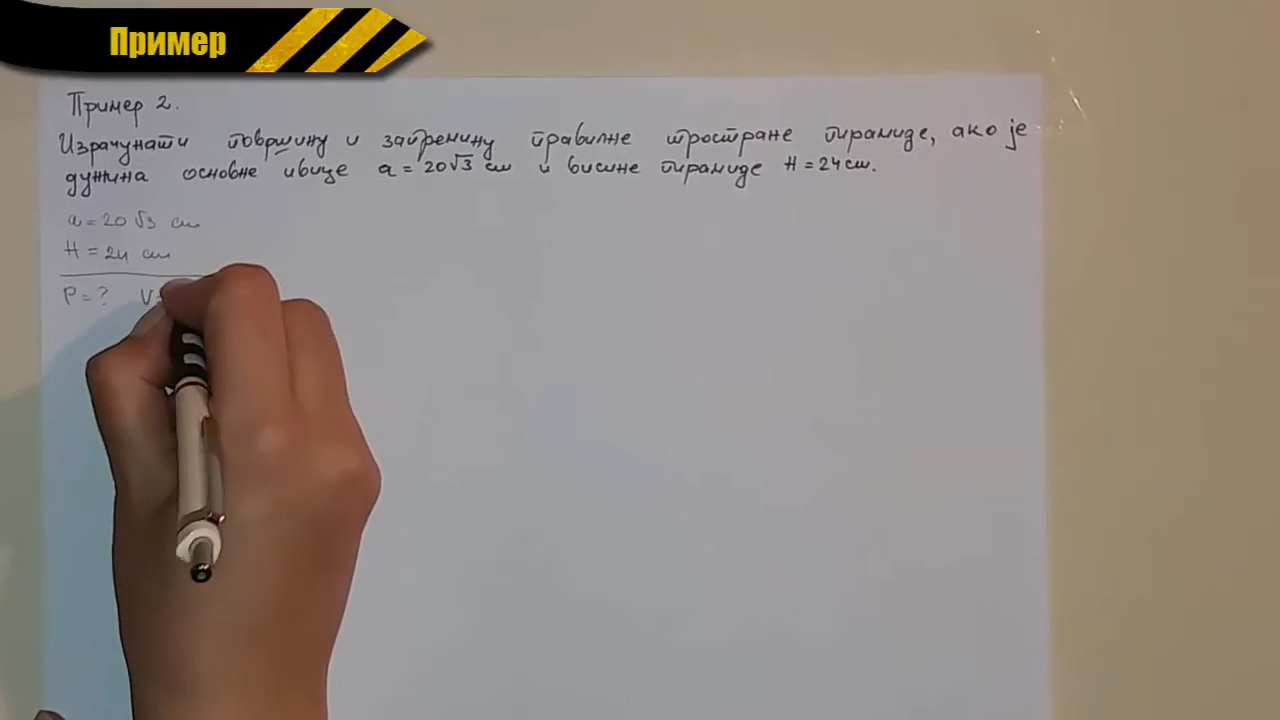 Пример
Пример 2.
Израчунати површину и запремину правилне тростране пирамиде, ако је
дужина основне ивице a = 20√3 cm и висине пирамиде H = 24 cm.
a = 20√3 cm
H = 24 cm
P = ? V =